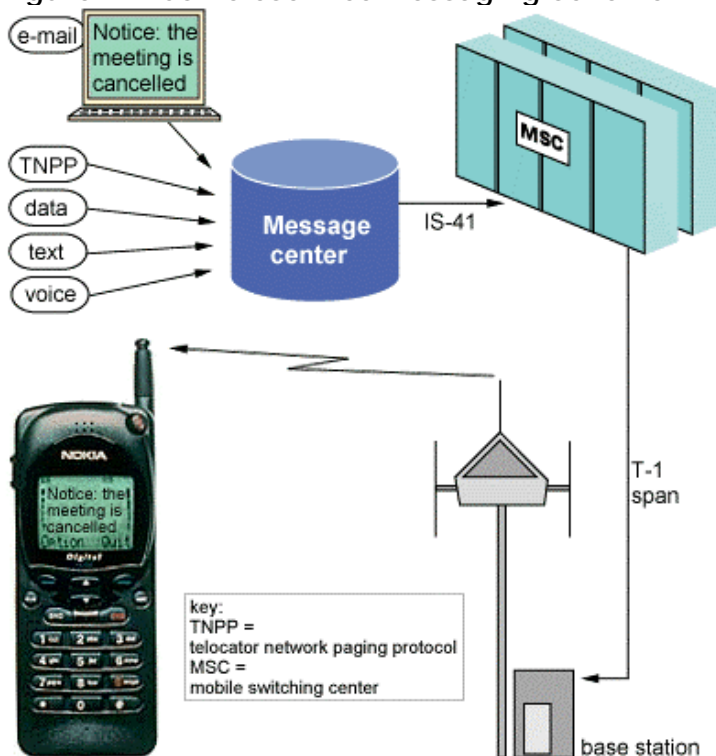 e-mail
Notice: the
meeting is
cancelled
TNPP
data
text
voice
Message
center
IS-41
MSC
T-1
span
NOKIA
Notice: the
meeting is
cancelled
Option Quit
Digital
key:
TNPP =
telocator network paging protocol
MSC =
mobile switching center
base station